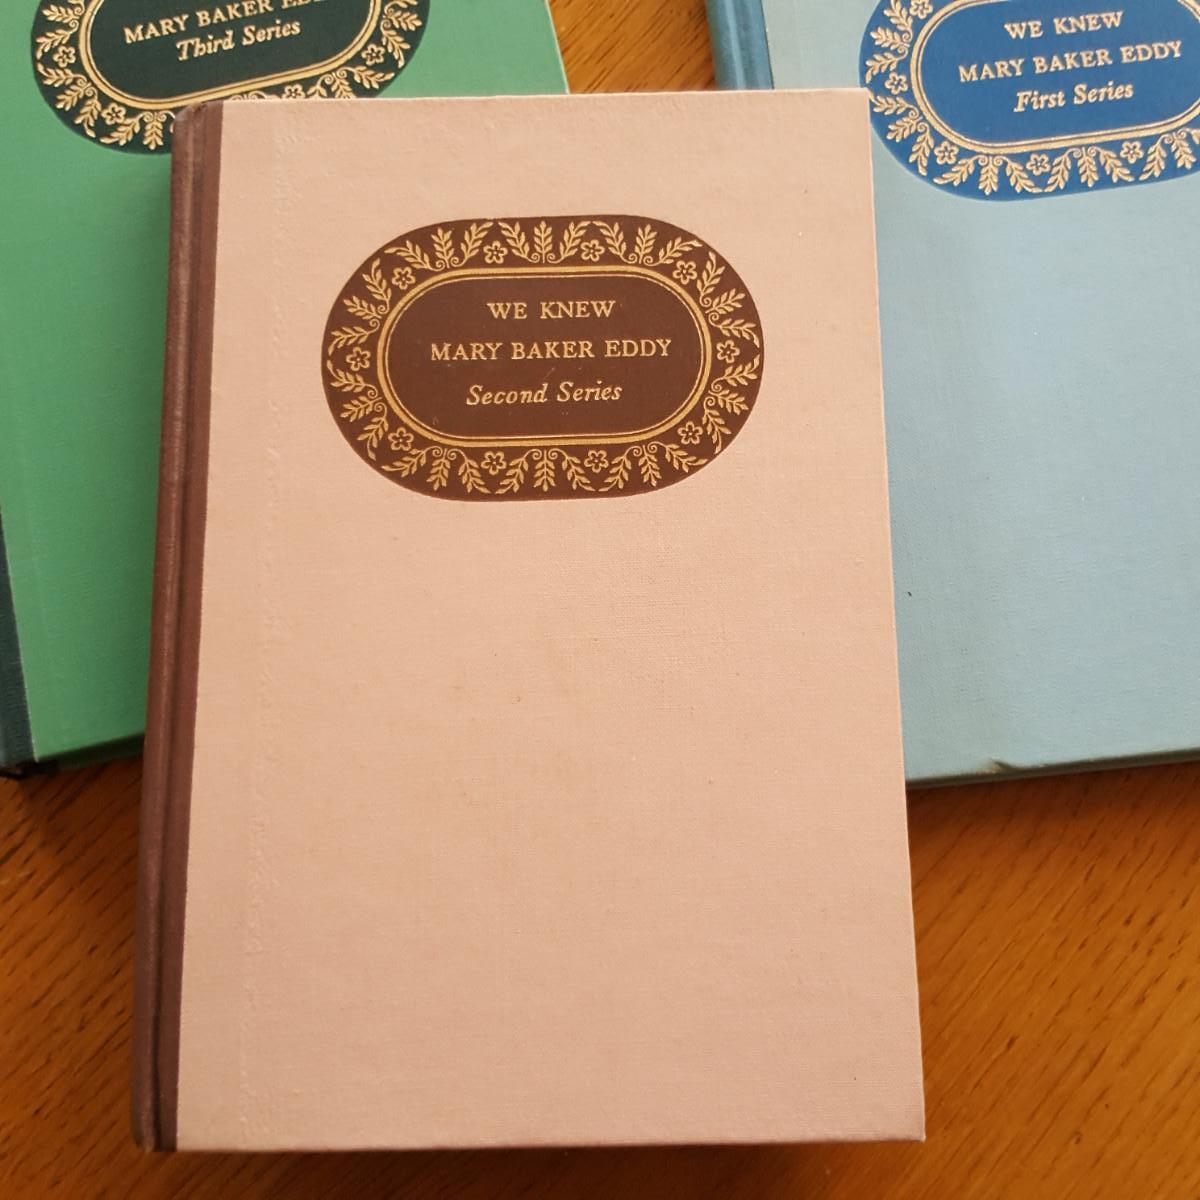 MARY BAKER EDDY
Third Series
WE KNEW
MARY BAKER EDDY
First Series
WE KNEW
MARY BAKER EDDY
Second Series